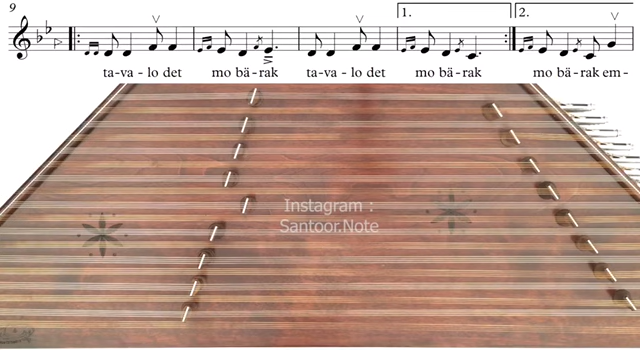 9
1. 2.
ta-va - lo det mo bä-rak ta-va - lo det mo bä-rak mo bä-rak em-
Instagram :
Santoor.Note